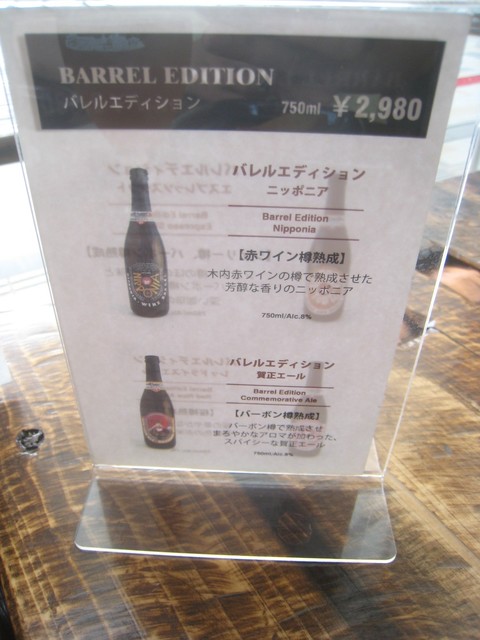 BARREL EDITION
バレルエディション 750ml ¥2,980
バレルエディション
ニッポニア
Barrel Edition
Nipponia
【赤ワイン樽熟成】
木内赤ワインの樽で熟成させた
芳醇な香りのニッポニア
750ml/Alc.8%
バレルエディション
賀正エール
Barrel Edition
Commemorative Ale
【バーボン樽熟成】
バーボン樽で熟成させ
まろやかなアロマが加わった、
スパイシーな賀正エール
750ml/Alc.8%